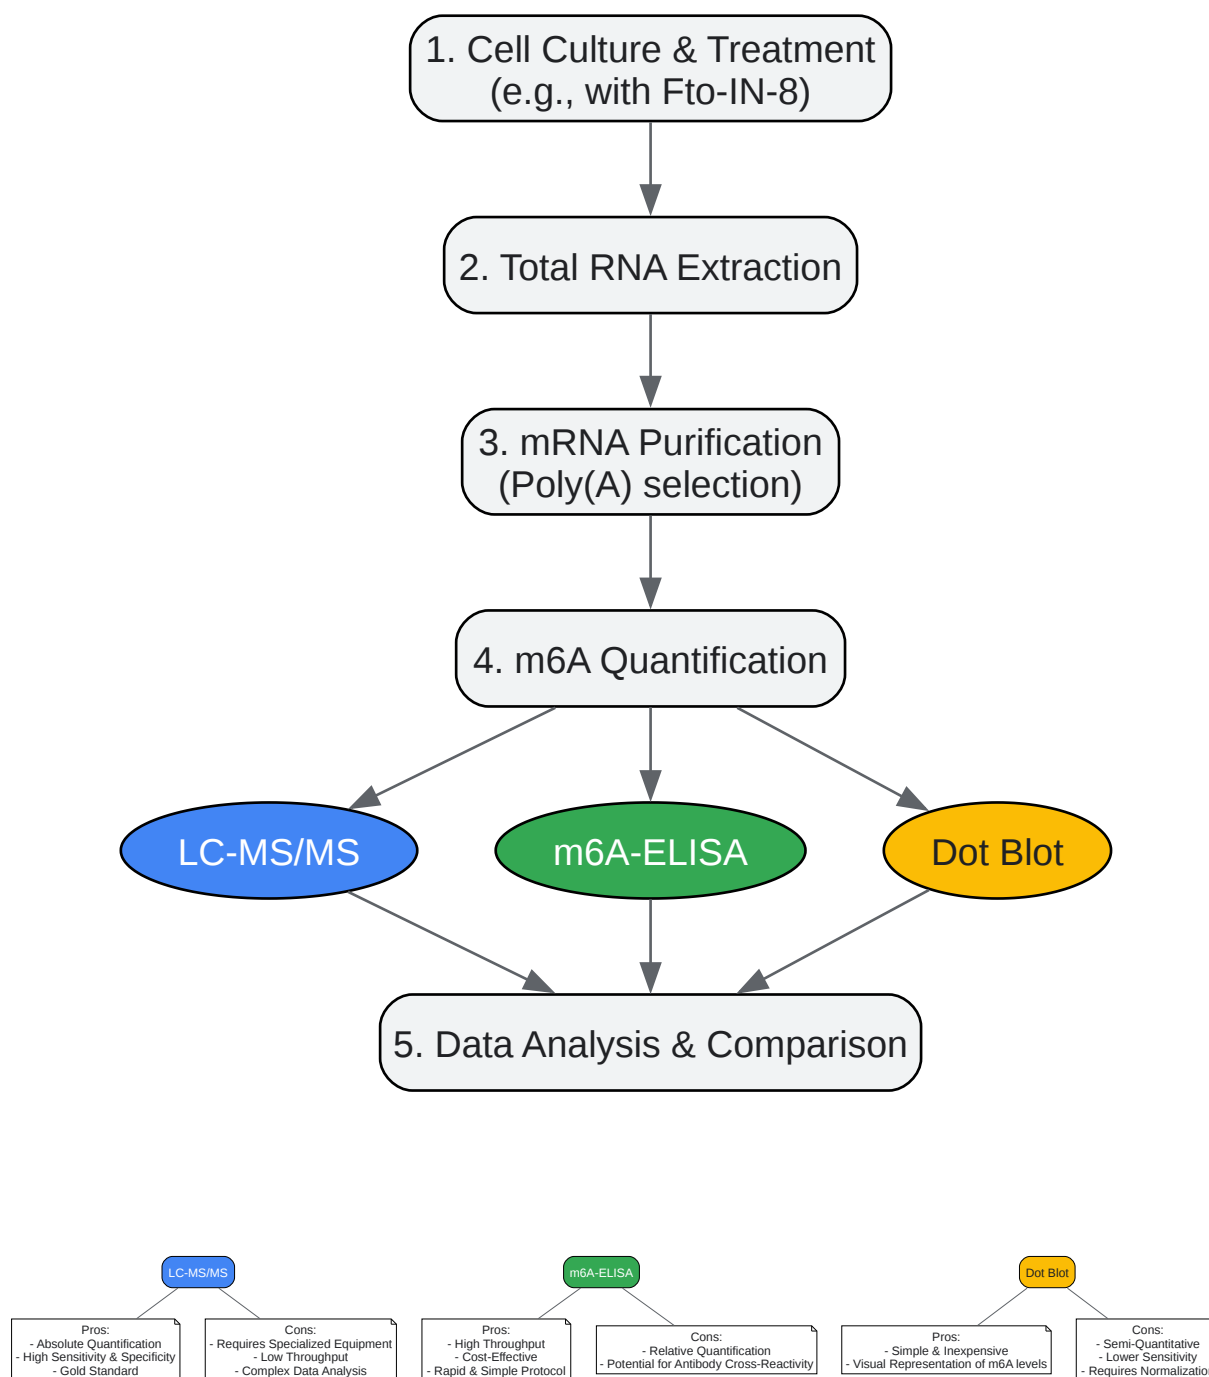 1. Cell Culture & Treatment
(e.g., with Fto-IN-8)
2. Total RNA Extraction
3. mRNA Purification
(Poly(A) selection)
4. m6A Quantification
LC-MS/MS
m6A-ELISA
Dot Blot
5. Data Analysis & Comparison
LC-MS/MS
Pros:
- Absolute Quantification
- High Sensitivity & Specificity
- Gold Standard
Cons:
- Requires Specialized Equipment
- Low Throughput
- Complex Data Analysis
m6A-ELISA
Pros:
- High Throughput
- Cost-Effective
- Rapid & Simple Protocol
Cons:
- Relative Quantification
- Potential for Antibody Cross-Reactivity
Dot Blot
Pros:
- Simple & Inexpensive
- Visual Representation of m6A levels
Cons:
- Semi-Quantitative
- Lower Sensitivity
- Requires Normalization